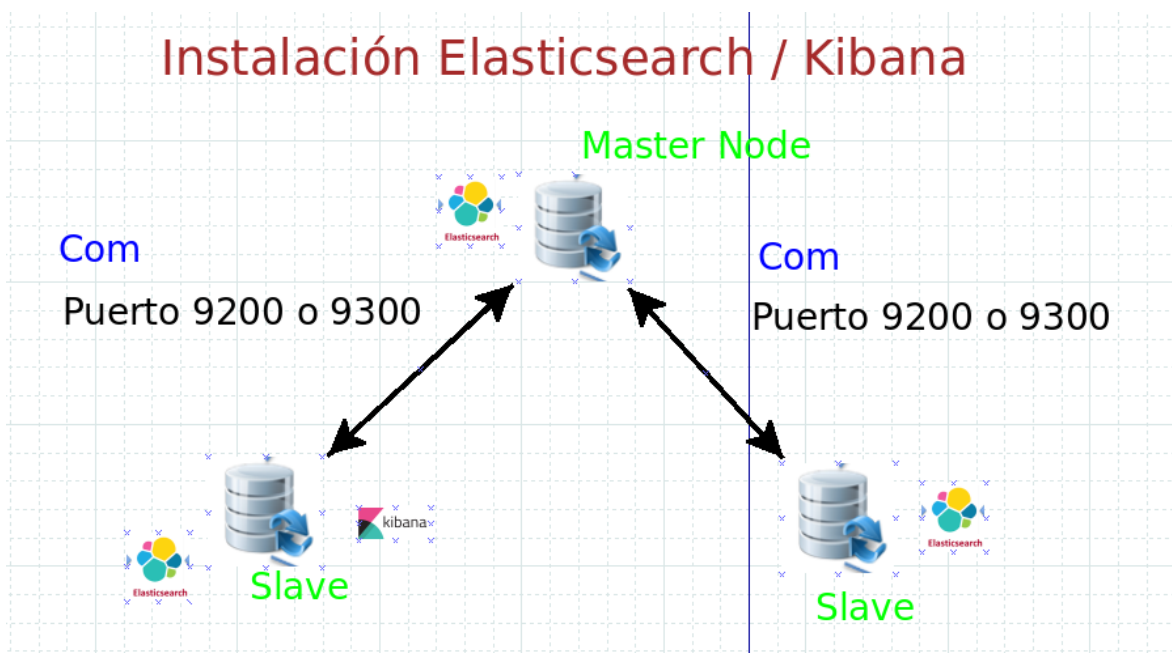 Instalación Elasticsearch / Kibana
Master Node
Elasticsearch
Com
Puerto 9200 o 9300
Com
Puerto 9200 o 9300
kibana
Elasticsearch
Slave
Elasticsearch
Slave